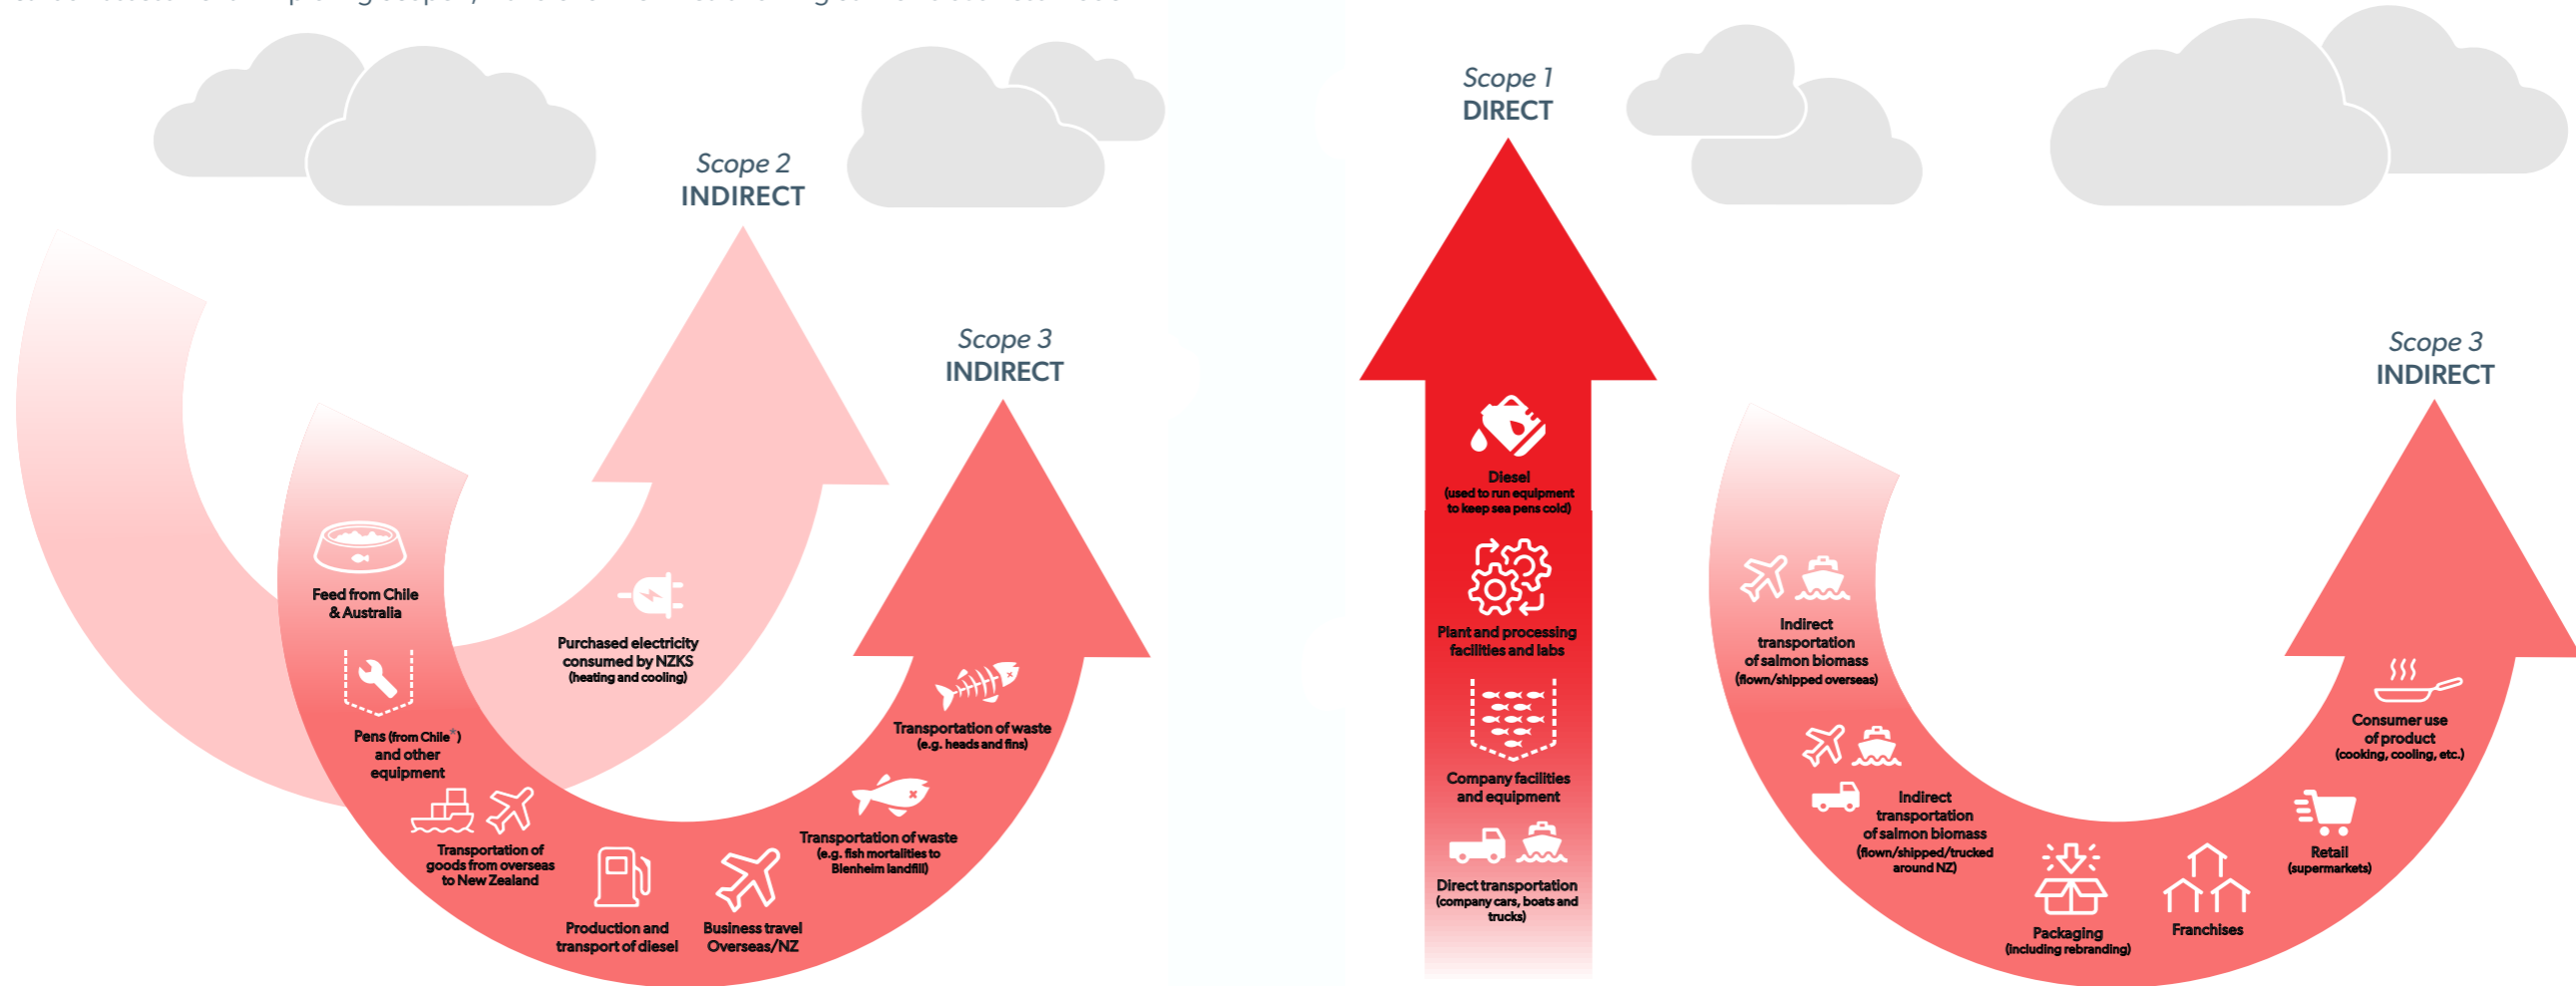 Scope 2
INDIRECT
Scope 3
INDIRECT
Feed from Chile
& Australia
Pens (from Chile*)
and other
equipment
Transportation of
goods from overseas
to New Zealand
Production and
transport of diesel
Business travel
Overseas/NZ
Transportation of waste
(e.g. fish mortalities to
Blenheim landfill)
Transportation of waste
(e.g. heads and fins)
Purchased electricity
consumed by NZKS
(heating and cooling)
Scope 1
DIRECT
Diesel
(used to run equipment
to keep sea pens cold)
Plant and processing
facilities and labs
Company facilities
and equipment
Direct transportation
(company cars, boats and
trucks)
Scope 3
INDIRECT
Indirect
transportation
of salmon biomass
(flown/shipped overseas)
Indirect
transportation
of salmon biomass
(flown/shipped/trucked
around NZ)
Packaging
(including rebranding)
Franchises
Retail
(supermarkets)
Consumer use
of product
(cooking, cooling, etc.)